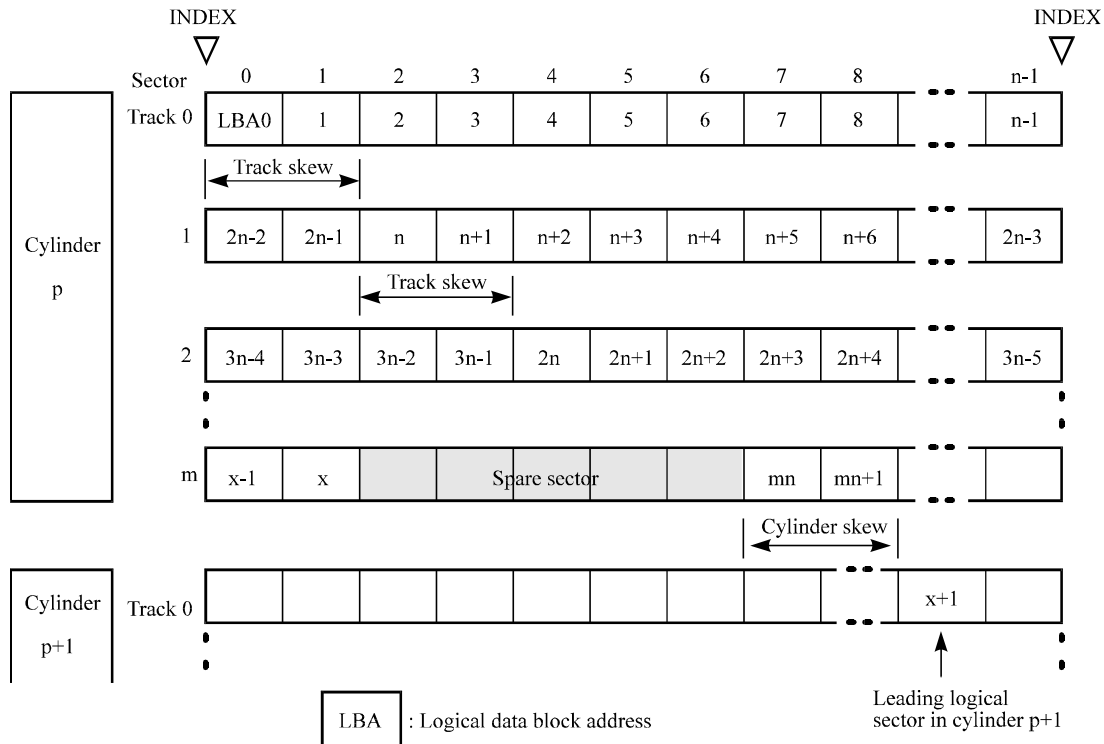 INDEX INDEX
Sector 0 1 2 3 4 5 6 7 8 n-1
Track 0 LBA0 1 2 3 4 5 6 7 8 n-1
Track skew
Cylinder
p
1 2n-2 2n-1 n n+1 n+2 n+3 n+4 n+5 n+6 2n-3
Track skew
2 3n-4 3n-3 3n-2 3n-1 2n 2n+1 2n+2 2n+3 2n+4 3n-5
m x-1 x Spare sector mn mn+1
Cylinder skew
Cylinder
p+1
Track 0 x+1
Leading logical
sector in cylinder p+1
LBA : Logical data block address